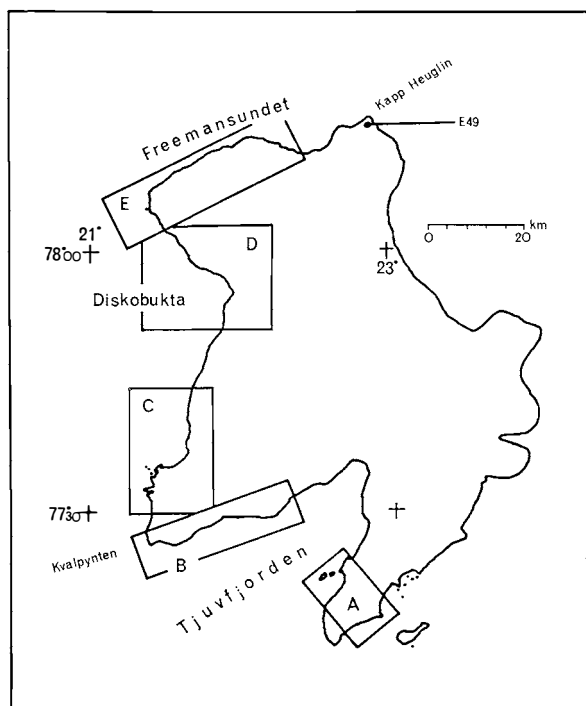 Kapp Heuglin
E49
Freemansundet
E
21°
78°00
D
0 20 km
23°
Diskobukta
C
77°30
Kvalpynten
B
Tjuvfjorden
A